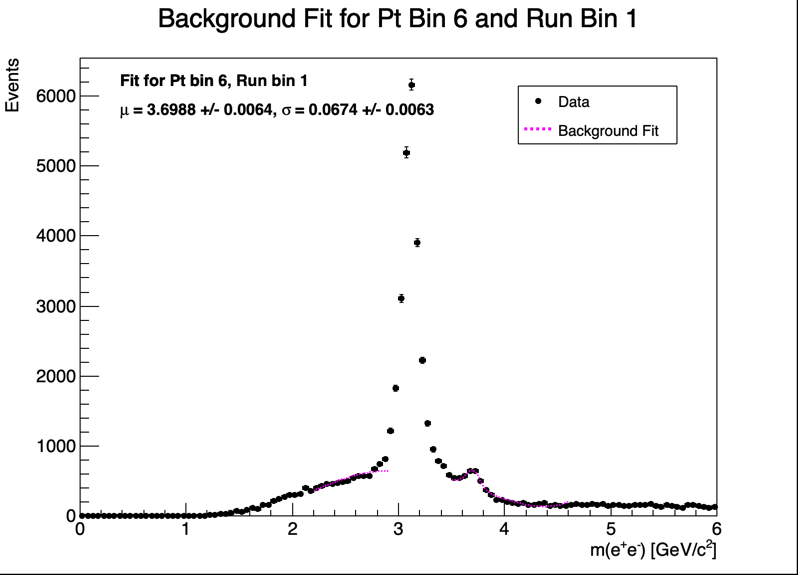 Background Fit for Pt Bin 6 and Run Bin 1
Events
Fit for Pt bin 6, Run bin 1
μ = 3.6988 +/- 0.0064, σ = 0.0674 +/- 0.0063
Data
Background Fit
6000
5000
4000
3000
2000
1000
0
0 1 2 3 4 5 6
m(e⁺e⁻) [GeV/c²]